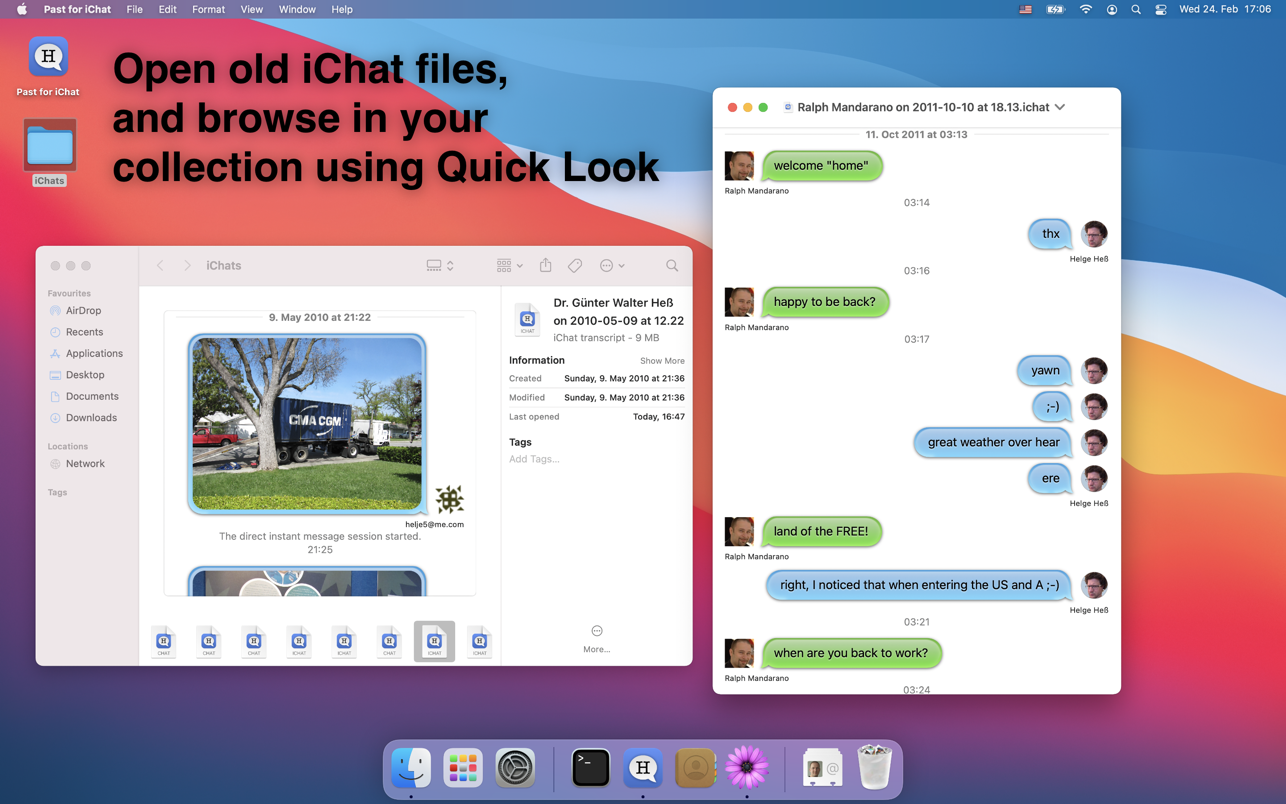 Past for iChat File Edit Format View Window Help Wed 24. Feb 17:06
H
Past for iChat
iChats
Open old iChat files,
and browse in your
collection using Quick Look
iChats
Favourites
AirDrop
Recents
Applications
Desktop
Documents
Downloads
Locations
Network
Tags
9. May 2010 at 21:22
CMA CGM
helje5@me.com
The direct instant message session started.
21:25
H
ICHAT
Dr. Günter Walter Heß
on 2010-05-09 at 12.22
iChat transcript - 9 MB
Information Show More
Created Sunday, 9. May 2010 at 21:36
Modified Sunday, 9. May 2010 at 21:36
Last opened Today, 16:47
Tags
Add Tags...
More...
H H H H H H H H
CHAT CHAT CHAT ICHAT ICHAT CHAT ICHAT ICHAT
Ralph Mandarano on 2011-10-10 at 18.13.ichat
11. Oct 2011 at 03:13
welcome "home"
Ralph Mandarano
03:14
thx
Helge Heß
03:16
happy to be back?
Ralph Mandarano
03:17
yawn
;-)
great weather over hear
ere
Helge Heß
land of the FREE!
Ralph Mandarano
right, I noticed that when entering the US and A ;-)
Helge Heß
03:21
when are you back to work?
Ralph Mandarano
03:24
>_
H
@